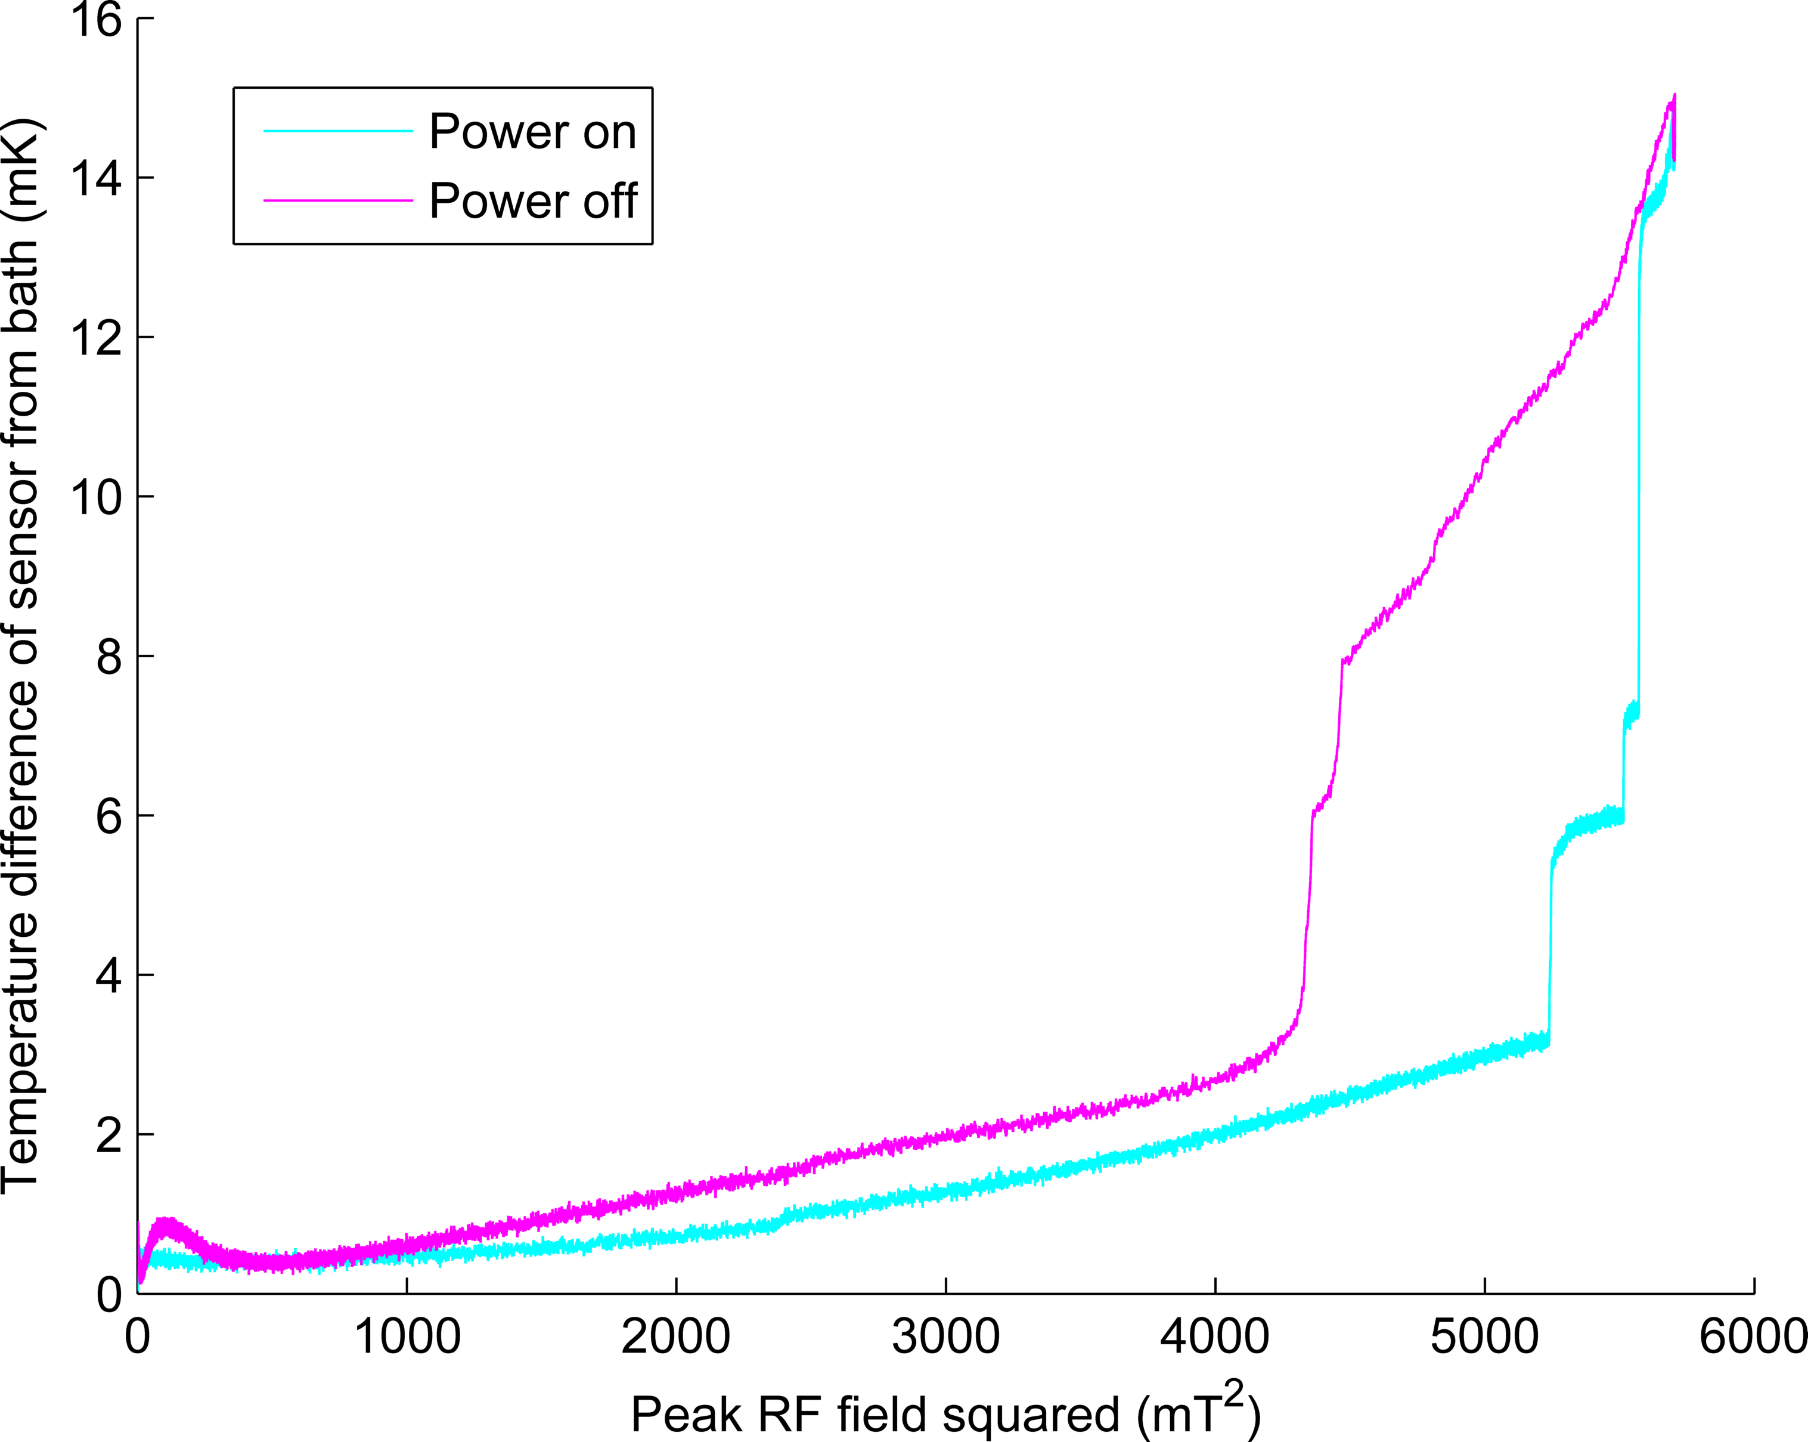 16
14
12
10
8
6
4
2
0
Temperature difference of sensor from bath (mK)
Power on
Power off
0 1000 2000 3000 4000 5000 6000
Peak RF field squared (mT²)